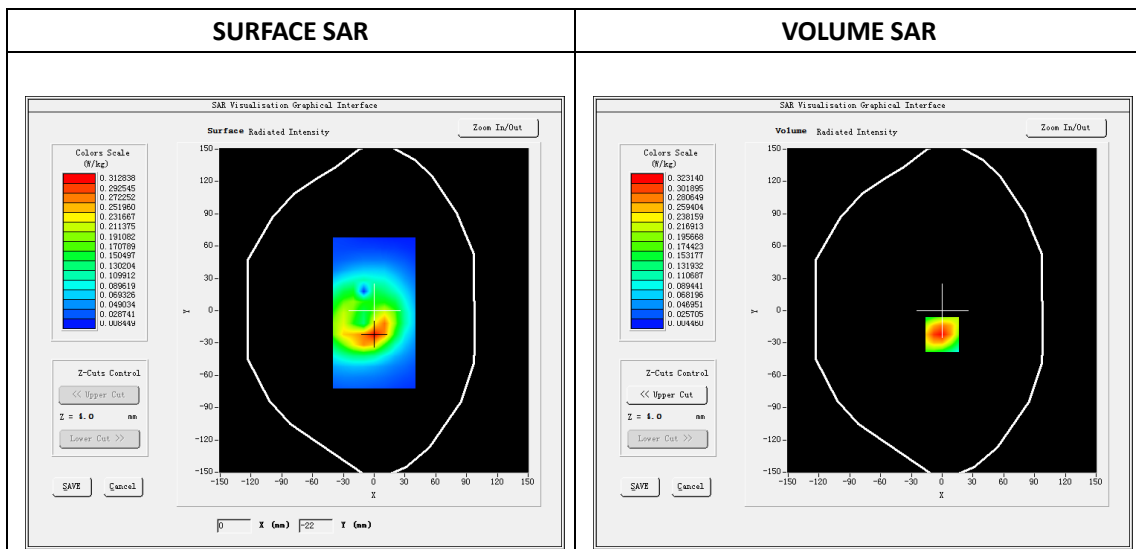 SURFACE SAR
VOLUME SAR
SAR Visualisation Graphical Interface
Surface Radiated Intensity
Zoom In/Out
Colors Scale
(W/kg)
0.312838
0.292545
0.272252
0.251960
0.231667
0.211375
0.191082
0.170789
0.150497
0.130204
0.109912
0.089619
0.069326
0.049034
0.028741
0.008449
Z-Cuts Control
<< Upper Cut
Z = 4.0 mm
Lower Cut >>
SAVE Cancel
150
120
90
60
30
0
-30
-60
-90
-120
-150
Y
-150 -120 -90 -60 -30 0 30 60 90 120 150
X
0 X (mm) -22 Y (mm)
SAR Visualisation Graphical Interface
Volume Radiated Intensity
Zoom In/Out
Colors Scale
(W/kg)
0.323140
0.301895
0.280649
0.259404
0.238159
0.216913
0.195668
0.174423
0.153177
0.131932
0.110687
0.089441
0.068196
0.046951
0.025705
0.004460
Z-Cuts Control
<< Upper Cut
Z = 4.0 mm
Lower Cut >>
SAVE Cancel
150
120
90
60
30
0
-30
-60
-90
-120
-150
Y
-150 -120 -90 -60 -30 0 30 60 90 120 150
X